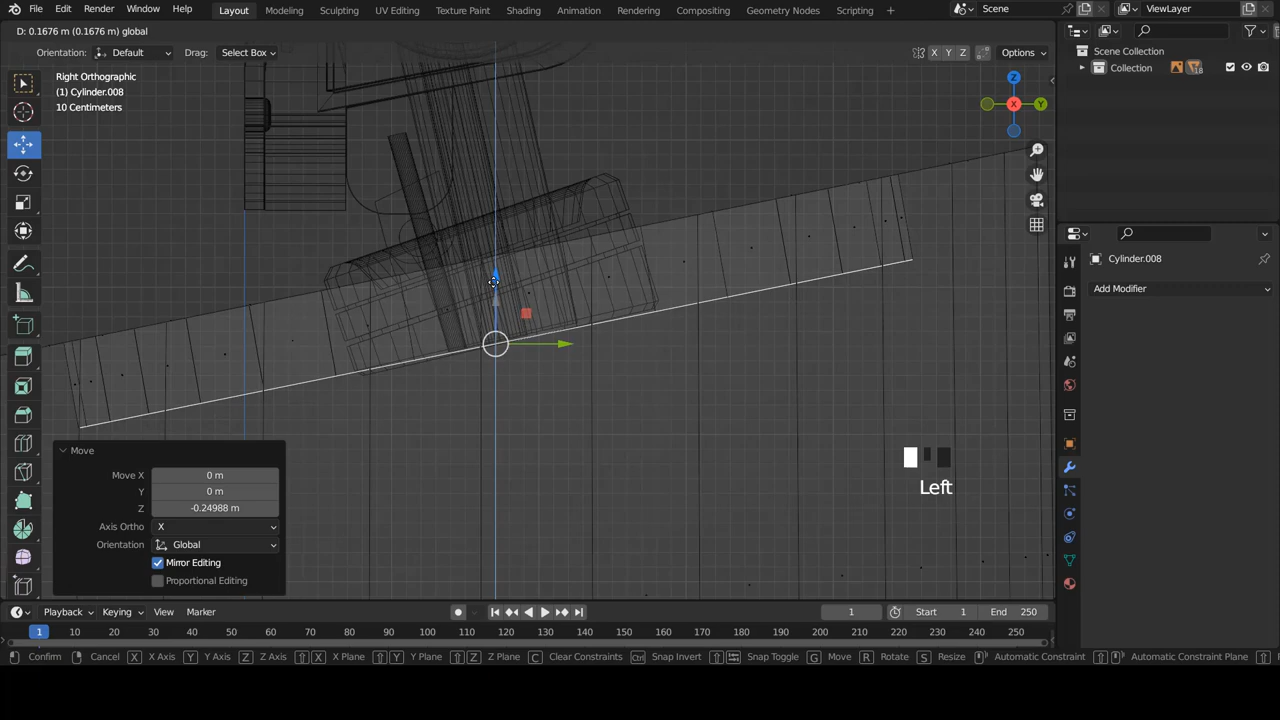 File Edit Render Window Help Layout Modeling Sculpting UV Editing Texture Paint Shading Animation Rendering Compositing Geometry Nodes Scripting + Scene ViewLayer
D: 0.1676 m (0.1676 m) global
Orientation: Default Drag: Select Box X Y Z Options
Scene Collection
Collection 18
Right Orthographic
(1) Cylinder.008
10 Centimeters
Z
Y
X
Cylinder.008
Add Modifier
Move
Move X 0 m
Y 0 m
Z -0.24988 m
Axis Ortho X
Orientation Global
Mirror Editing
Proportional Editing
Left
Playback Keying View Marker 1 Start 1 End 250
1 10 20 30 40 50 60 70 80 90 100 110 120 130 140 150 160 170 180 190 200 210 220 230 240 250
Confirm Cancel X X Axis Y Y Axis Z Z Axis X X Plane Y Y Plane Z Z Plane C Clear Constraints Ctrl Snap Invert Snap Toggle G Move R Rotate S Resize Automatic Constraint Automatic Constraint Plane